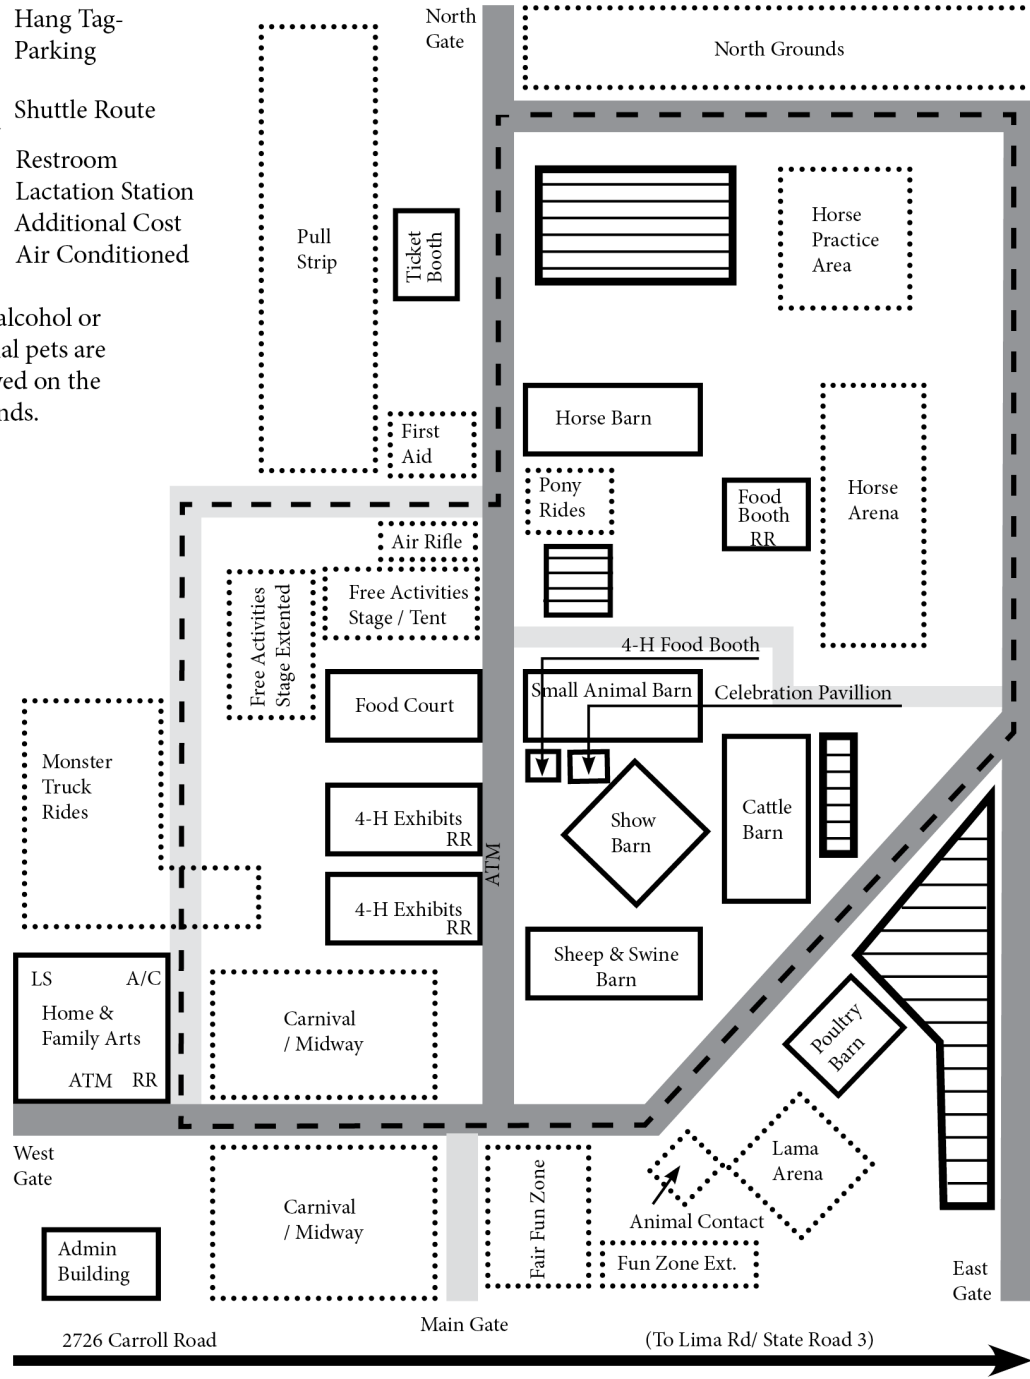 Hang Tag-
Parking
Shuttle Route
Restroom
Lactation Station
Additional Cost
Air Conditioned
alcohol or
pets are
on the
North
Gate
North Grounds
Pull
Strip
Ticket
Booth
Horse
Practice
Area
First
Aid
Horse Barn
Pony
Rides
Food
Booth
RR
Horse
Arena
Air Rifle
Free Activities
Stage / Tent
Free Activities
Stage Extented
4-H Food Booth
Food Court
Small Animal Barn
Celebration Pavillion
Monster
Truck
Rides
4-H Exhibits
RR
ATM
Show
Barn
Cattle
Barn
4-H Exhibits
RR
Sheep & Swine
Barn
LS A/C
Home &
Family Arts
ATM RR
Carnival
/ Midway
Poultry
Barn
West
Gate
Carnival
/ Midway
Fair Fun Zone
Lama
Arena
Animal Contact
Fun Zone Ext.
Admin
Building
East
Gate
Main Gate
2726 Carroll Road
(To Lima Rd/ State Road 3)